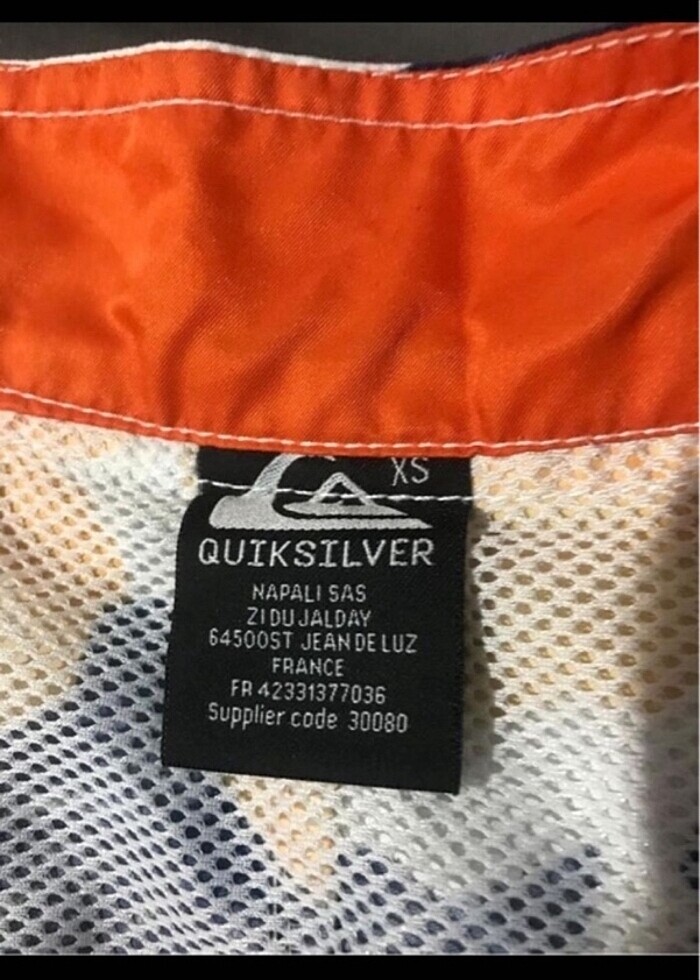 XS
QUIKSILVER
NAPALI SAS
ZI DU JALDAY
64500ST JEAN DE LUZ
FRANCE
FR 42331377036
Supplier code 30080